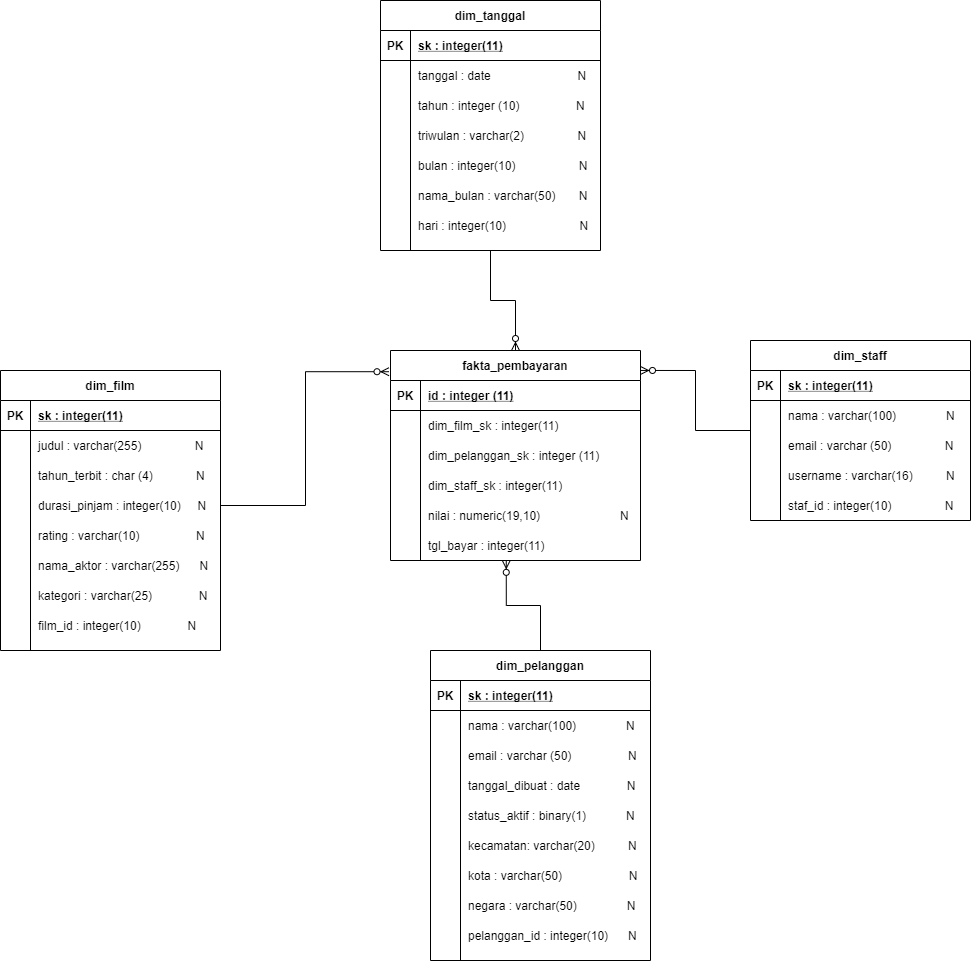 dim_tanggal
PK sk : integer(11)
tanggal : date N
tahun : integer (10) N
triwulan : varchar(2) N
bulan : integer(10) N
nama_bulan : varchar(50) N
hari : integer(10) N
dim_film
PK sk : integer(11)
judul : varchar(255) N
tahun_terbit : char (4) N
durasi_pinjam : integer(10) N
rating : varchar(10) N
nama_aktor : varchar(255) N
kategori : varchar(25) N
film_id : integer(10) N
fakta_pembayaran
PK id : integer (11)
dim_film_sk : integer(11)
dim_pelanggan_sk : integer (11)
dim_staff_sk : integer(11)
nilai : numeric(19,10) N
tgl_bayar : integer(11)
dim_staff
PK sk : integer(11)
nama : varchar(100) N
email : varchar (50) N
username : varchar(16) N
staf_id : integer(10) N
dim_pelanggan
PK sk : integer(11)
nama : varchar(100) N
email : varchar (50) N
tanggal_dibuat : date N
status_aktif : binary(1) N
kecamatan: varchar(20) N
kota : varchar(50) N
negara : varchar(50) N
pelanggan_id : integer(10) N